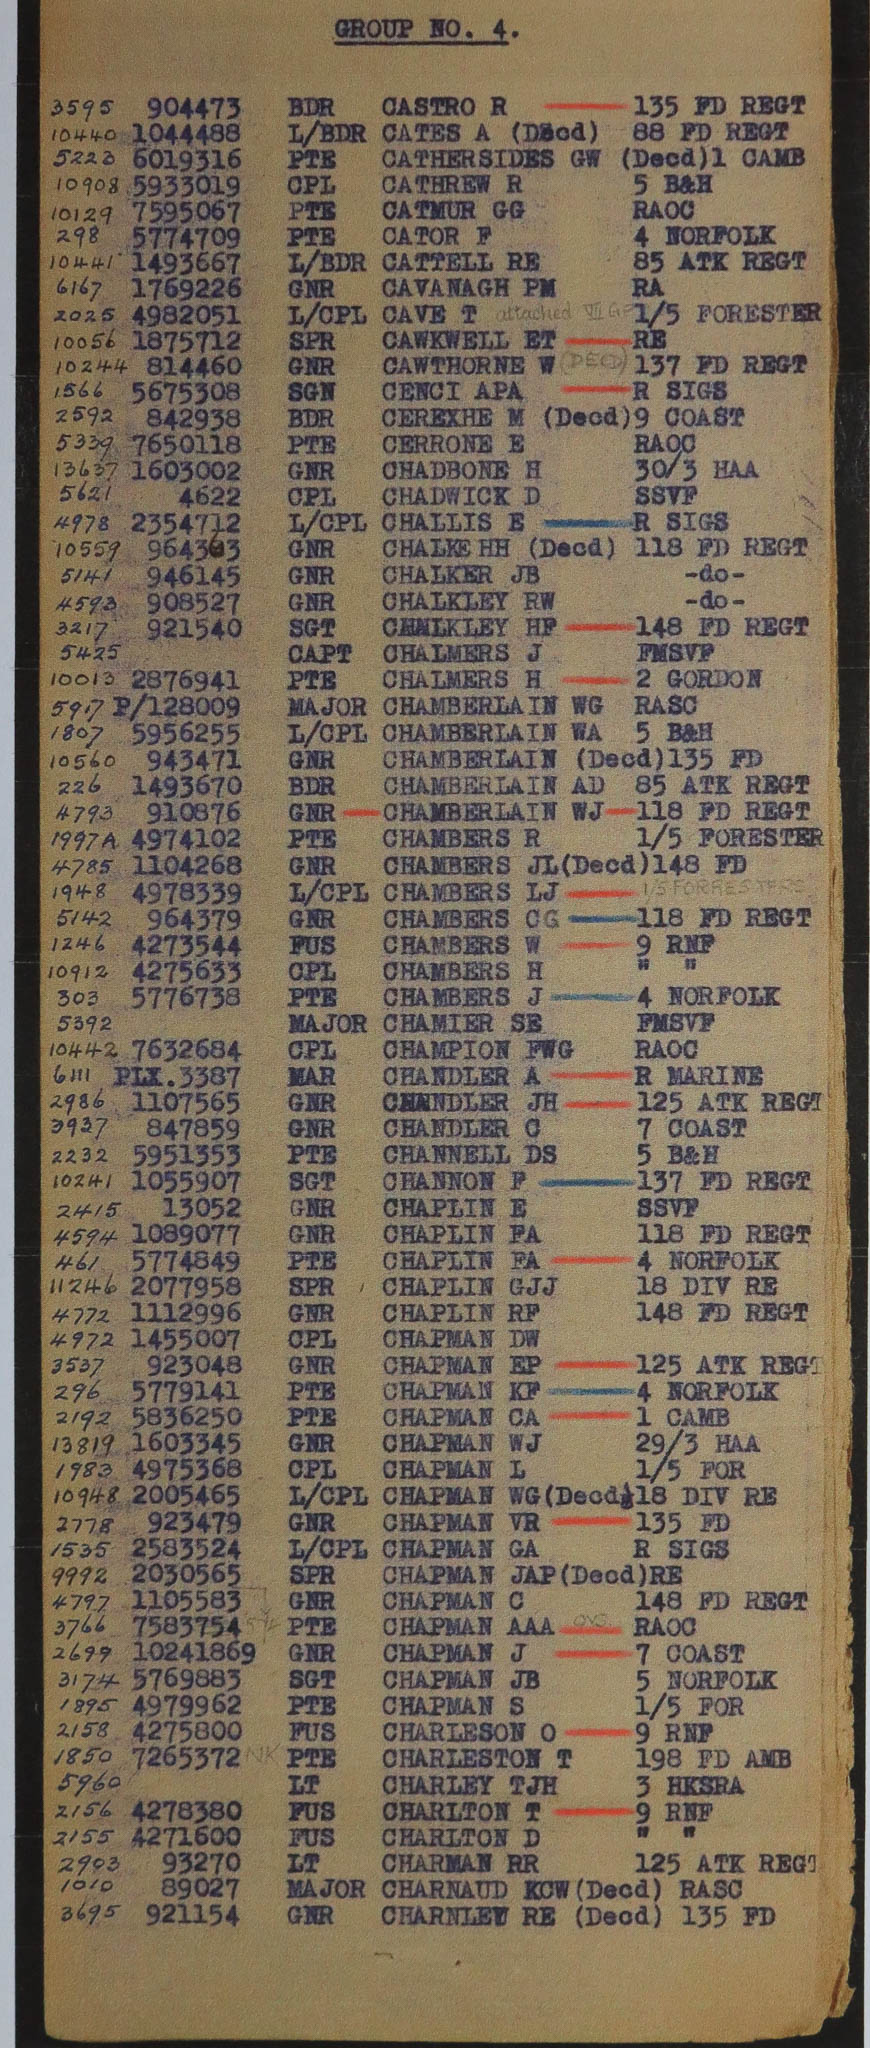 GROUP NO. 4.
3595 904473 BDR CASTRO R 135 FD REGT
10440 1044488 L/BDR CATES A (Decd) 88 FD REGT
5223 6019316 PTE CATHERSIDES GW (Decd)1 CAMB
10908 5933019 CPL CATHREW R 5 B&H
10129 7595067 PTE CATMUR GG RAOC
298 5774709 PTE CATOR F 4 NORFOLK
10441 1493667 L/BDR CATTELL RE 85 ATK REGT
6167 1769226 GNR CAVANAGH PM RA
2025 4982051 L/CPL CAVE T attached 1/5 FORESTER
10056 1875712 SPR CAWKWELL ET RE
10244 814460 GNR CAWTHORNE W (DECD) 137 FD REGT
1566 5675308 SGN CENCI APA R SIGS
2592 842938 BDR CEREXHE M (Decd)9 COAST
5339 7650118 PTE CERRONE E RAOC
13637 1603002 GNR CHADBONE H 30/3 HAA
5621 4622 CPL CHADWICK D SSVF
4978 2354712 L/CPL CHALLIS E R SIGS
10559 964303 GNR CHALKE HH (Decd) 118 FD REGT
5141 946145 GNR CHALKER JB -do-
4593 908527 GNR CHALKLEY RW -do-
3217 921540 SGT CHALKLEY HF 148 FD REGT
5425 CAPT CHALMERS J FMSVF
10013 2876941 PTE CHALMERS H 2 GORDON
5917 P/128009 MAJOR CHAMBERLAIN WG RASC
1807 5956255 L/CPL CHAMBERLAIN WA 5 B&H
10560 943471 GNR CHAMBERLAIN (Decd)135 FD
226 1493670 BDR CHAMBERLAIN AD 85 ATK REGT
4793 910876 GNR CHAMBERLAIN WJ 118 FD REGT
1997A 4974102 PTE CHAMBERS R 1/5 FORESTER
4785 1104268 GNR CHAMBERS JL(Decd)148 FD
1948 4978339 L/CPL CHAMBERS LJ 1/5 FORRESTERS
5142 964379 GNR CHAMBERS CG 118 FD REGT
1246 4273544 FUS CHAMBERS W 9 RNF
10912 4275633 CPL CHAMBERS H " "
303 5776738 PTE CHAMBERS J 4 NORFOLK
5392 MAJOR CHAMIER SE FMSVF
10442 7632684 CPL CHAMPION FWG RAOC
6111 PLX.3387 MAR CHANDLER A R MARINE
2986 1107565 GNR CHANDLER JH 125 ATK REGT
3937 847859 GNR CHANDLER C 7 COAST
2232 5951353 PTE CHANNELL DS 5 B&H
10241 1055907 SGT CHANNON F 137 FD REGT
2415 13052 GNR CHAPLIN E SSVF
4594 1089077 GNR CHAPLIN FA 118 FD REGT
461 5774849 PTE CHAPLIN FA 4 NORFOLK
11246 2077958 SPR CHAPLIN GJJ 18 DIV RE
4772 1112996 GNR CHAPLIN RF 148 FD REGT
4972 1455007 CPL CHAPMAN DW
3537 923048 GNR CHAPMAN EP 125 ATK REGT
296 5779141 PTE CHAPMAN KF 4 NORFOLK
2192 5836250 PTE CHAPMAN CA 1 CAMB
13819 1603345 GNR CHAPMAN WJ 29/3 HAA
1983 4975368 CPL CHAPMAN L 1/5 FOR
10948 2005465 L/CPL CHAPMAN WG(Decd)18 DIV RE
2778 923479 GNR CHAPMAN VR 135 FD
1535 2583524 L/CPL CHAPMAN GA R SIGS
9992 2030565 SPR CHAPMAN JAP(Decd)RE
4797 1105583 GNR CHAPMAN C 148 FD REGT
3766 7583754 PTE CHAPMAN AAA RAOC
2699 10241869 GNR CHAPMAN J 7 COAST
3174 5769883 SGT CHAPMAN JB 5 NORFOLK
1895 4979962 PTE CHAPMAN S 1/5 FOR
2158 4275800 FUS CHARLESON O 9 RNF
1850 7265372 NK PTE CHARLESTON T 198 FD AMB
5960 LT CHARLEY TJH 3 HKSRA
2156 4278380 FUS CHARLTON T 9 RNF
2155 4271600 FUS CHARLTON D " "
2903 93270 LT CHARMAN RR 125 ATK REGT
1010 89027 MAJOR CHARNAUD KCW(Decd) RASC
3695 921154 GNR CHARNLEY RE (Decd) 135 FD